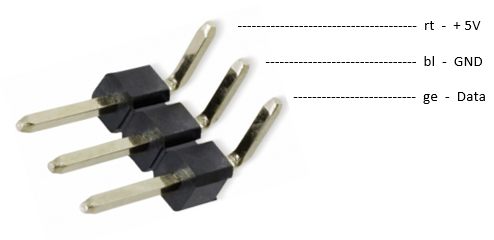 rt - + 5V
bl - GND
ge - Data